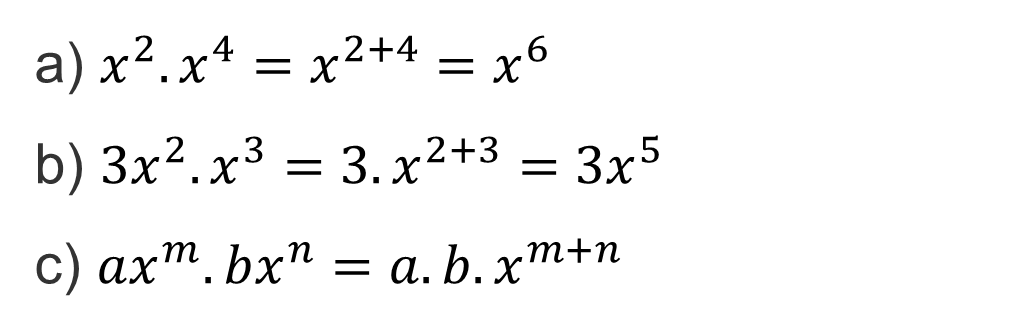 a) x².x⁴ = x²⁺⁴ = x⁶
b) 3x².x³ = 3.x²⁺³ = 3x⁵
c) axᵐ.bxⁿ = a.b.xᵐ⁺ⁿ